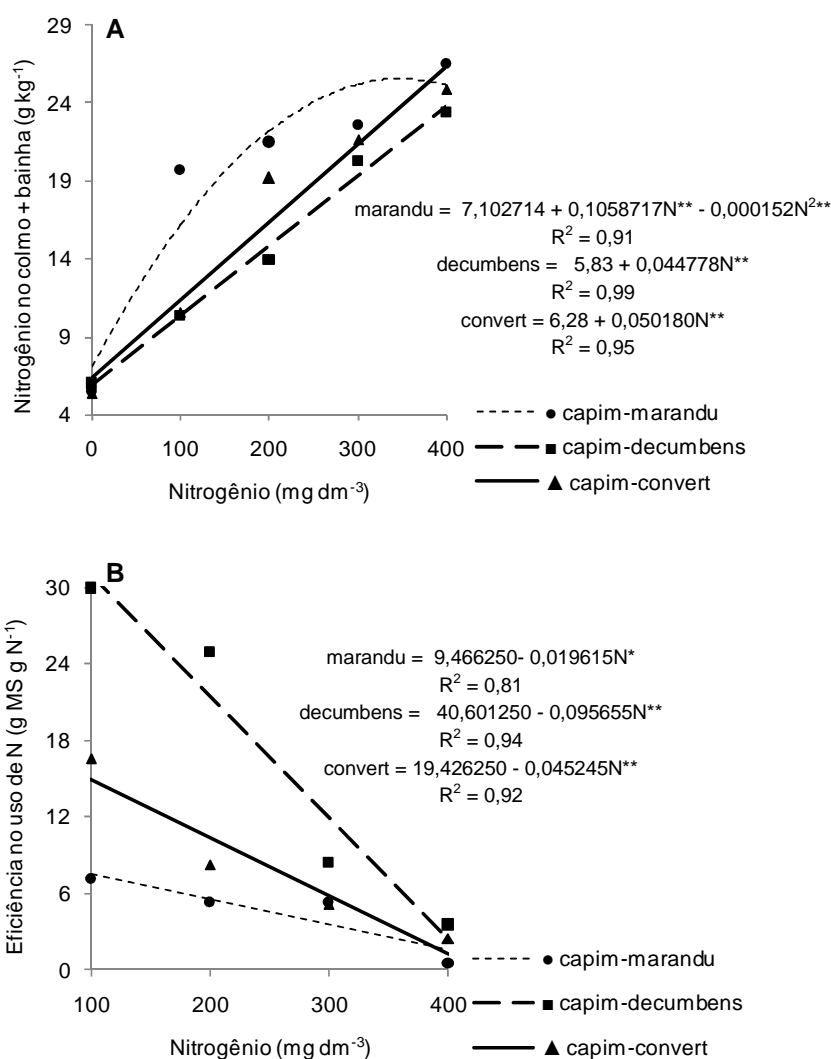 A
29
24
19
14
9
4
Nitrogênio no colmo + bainha (g kg-1)
marandu = 7,102714 + 0,1058717N** - 0,000152N2**
R2 = 0,91
decumbens = 5,83 + 0,044778N**
R2 = 0,99
convert = 6,28 + 0,050180N**
R2 = 0,95
0 100 200 300 400
Nitrogênio (mg dm-3)
capim-marandu
capim-decumbens
capim-convert
B
30
24
18
12
6
0
Eficiência no uso de N (g MS g N-1)
marandu = 9,466250- 0,019615N*
R2 = 0,81
decumbens = 40,601250 - 0,095655N**
R2 = 0,94
convert = 19,426250 - 0,045245N**
R2 = 0,92
100 200 300 400
Nitrogênio (mg dm-3)
capim-marandu
capim-decumbens
capim-convert